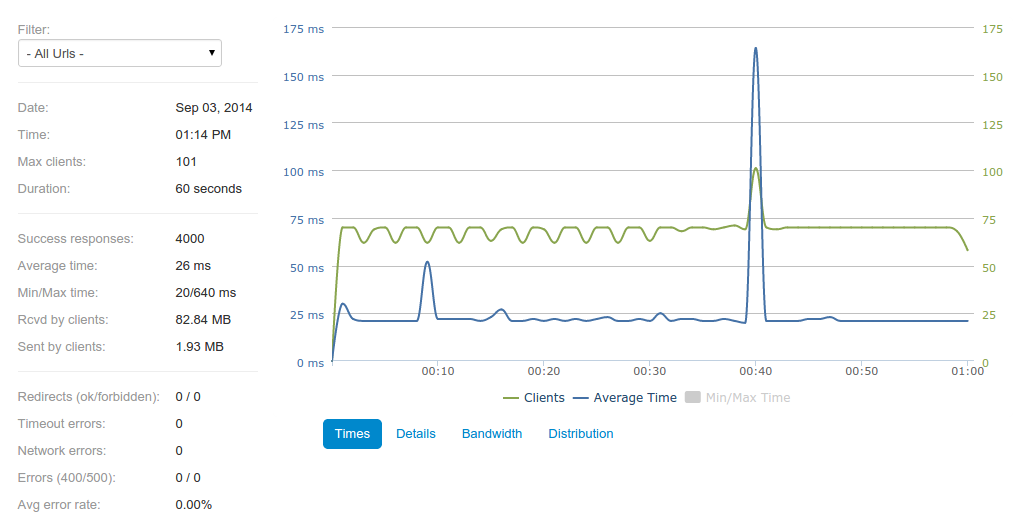 Filter:
- All Urls -
Date: Sep 03, 2014
Time: 01:14 PM
Max clients: 101
Duration: 60 seconds
Success responses: 4000
Average time: 26 ms
Min/Max time: 20/640 ms
Rcvd by clients: 82.84 MB
Sent by clients: 1.93 MB
Redirects (ok/forbidden): 0 / 0
Timeout errors: 0
Network errors: 0
Errors (400/500): 0 / 0
Avg error rate: 0.00%
175 ms 175
150 ms 150
125 ms 125
100 ms 100
75 ms 75
50 ms 50
25 ms 25
0 ms 0
00:10 00:20 00:30 00:40 00:50 01:00
Clients Average Time Min/Max Time
Times Details Bandwidth Distribution